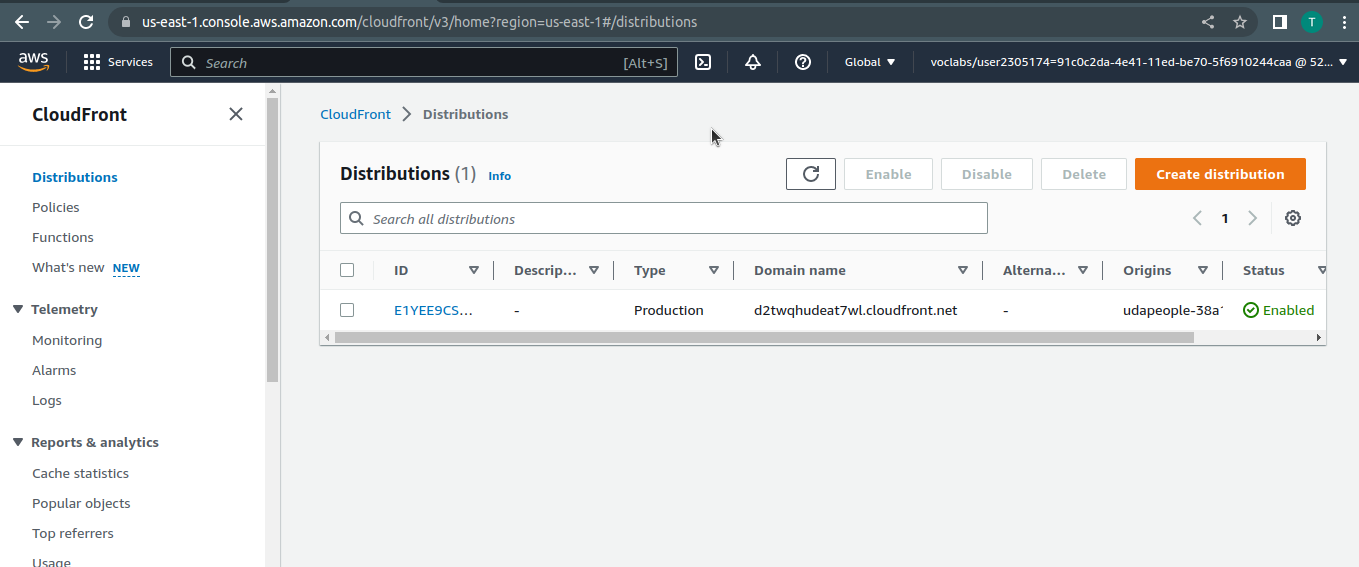 us-east-1.console.aws.amazon.com/cloudfront/v3/home?region=us-east-1#/distributions
T
aws
Services
Search
[Alt+S]
Global
voclabs/user2305174=91c0c2da-4e41-11ed-be70-5f6910244caa @ 52...
CloudFront
Distributions
Policies
Functions
What's new NEW
Telemetry
Monitoring
Alarms
Logs
Reports & analytics
Cache statistics
Popular objects
Top referrers
Usage
CloudFront
Distributions
Distributions (1) Info
Enable
Disable
Delete
Create distribution
Search all distributions
1
ID
Descrip...
Type
Domain name
Alterna...
Origins
Status
E1YEE9CS...
-
Production
d2twqhudeat7wl.cloudfront.net
-
udapeople-38a
Enabled